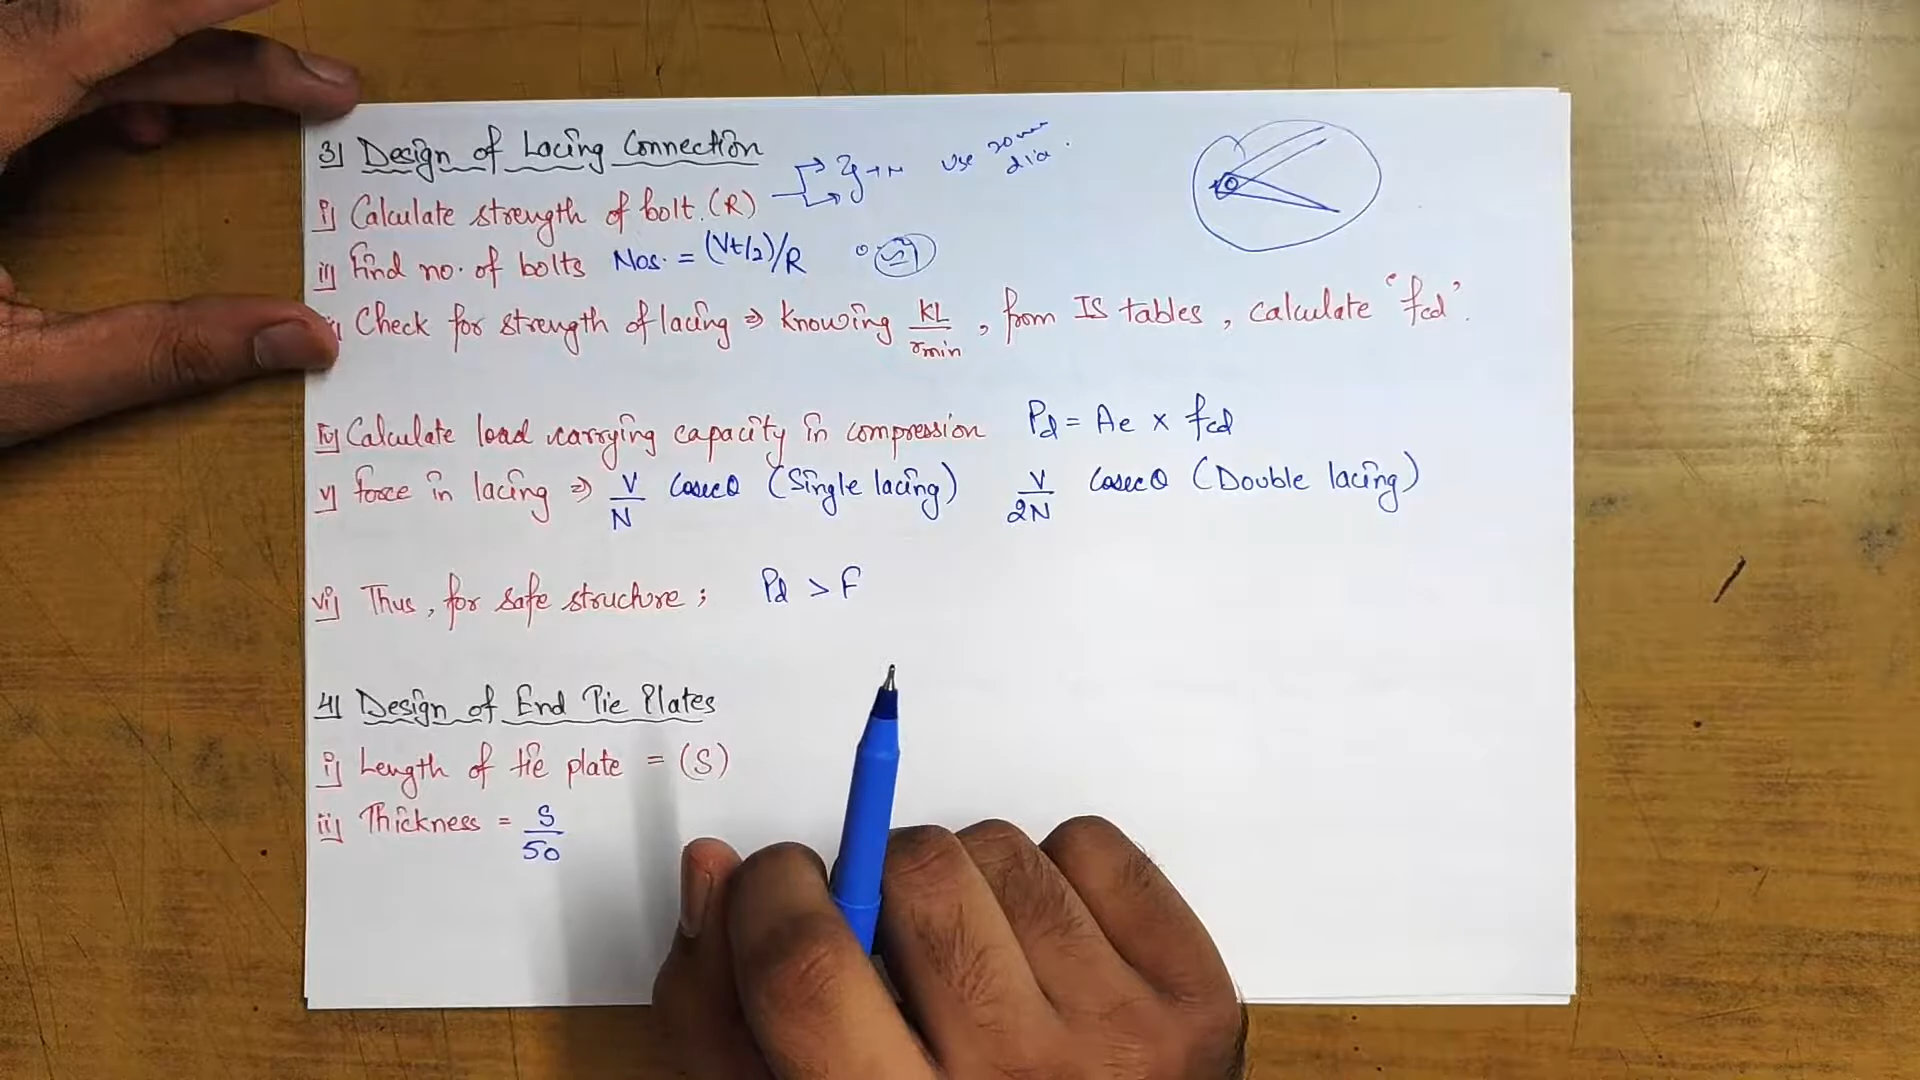 3) Design of Lacing Connection
use 20mm dia.
i) Calculate strength of bolt. (R)
ii) Find no. of bolts Nos. = (Vt/2)/R
Check for strength of lacing ⇒ knowing KL/rmin, from IS tables, calculate "fcd".
iv) Calculate load carrying capacity in compression Pd = Ae × fcd
v) force in lacing ⇒ V/N Cosecθ (Single lacing) V/2N Cosecθ (Double lacing)
vi) Thus, for safe structure; Pd > F
4) Design of End Tie Plates
i) Length of tie plate = (S)
ii) Thickness = S/50